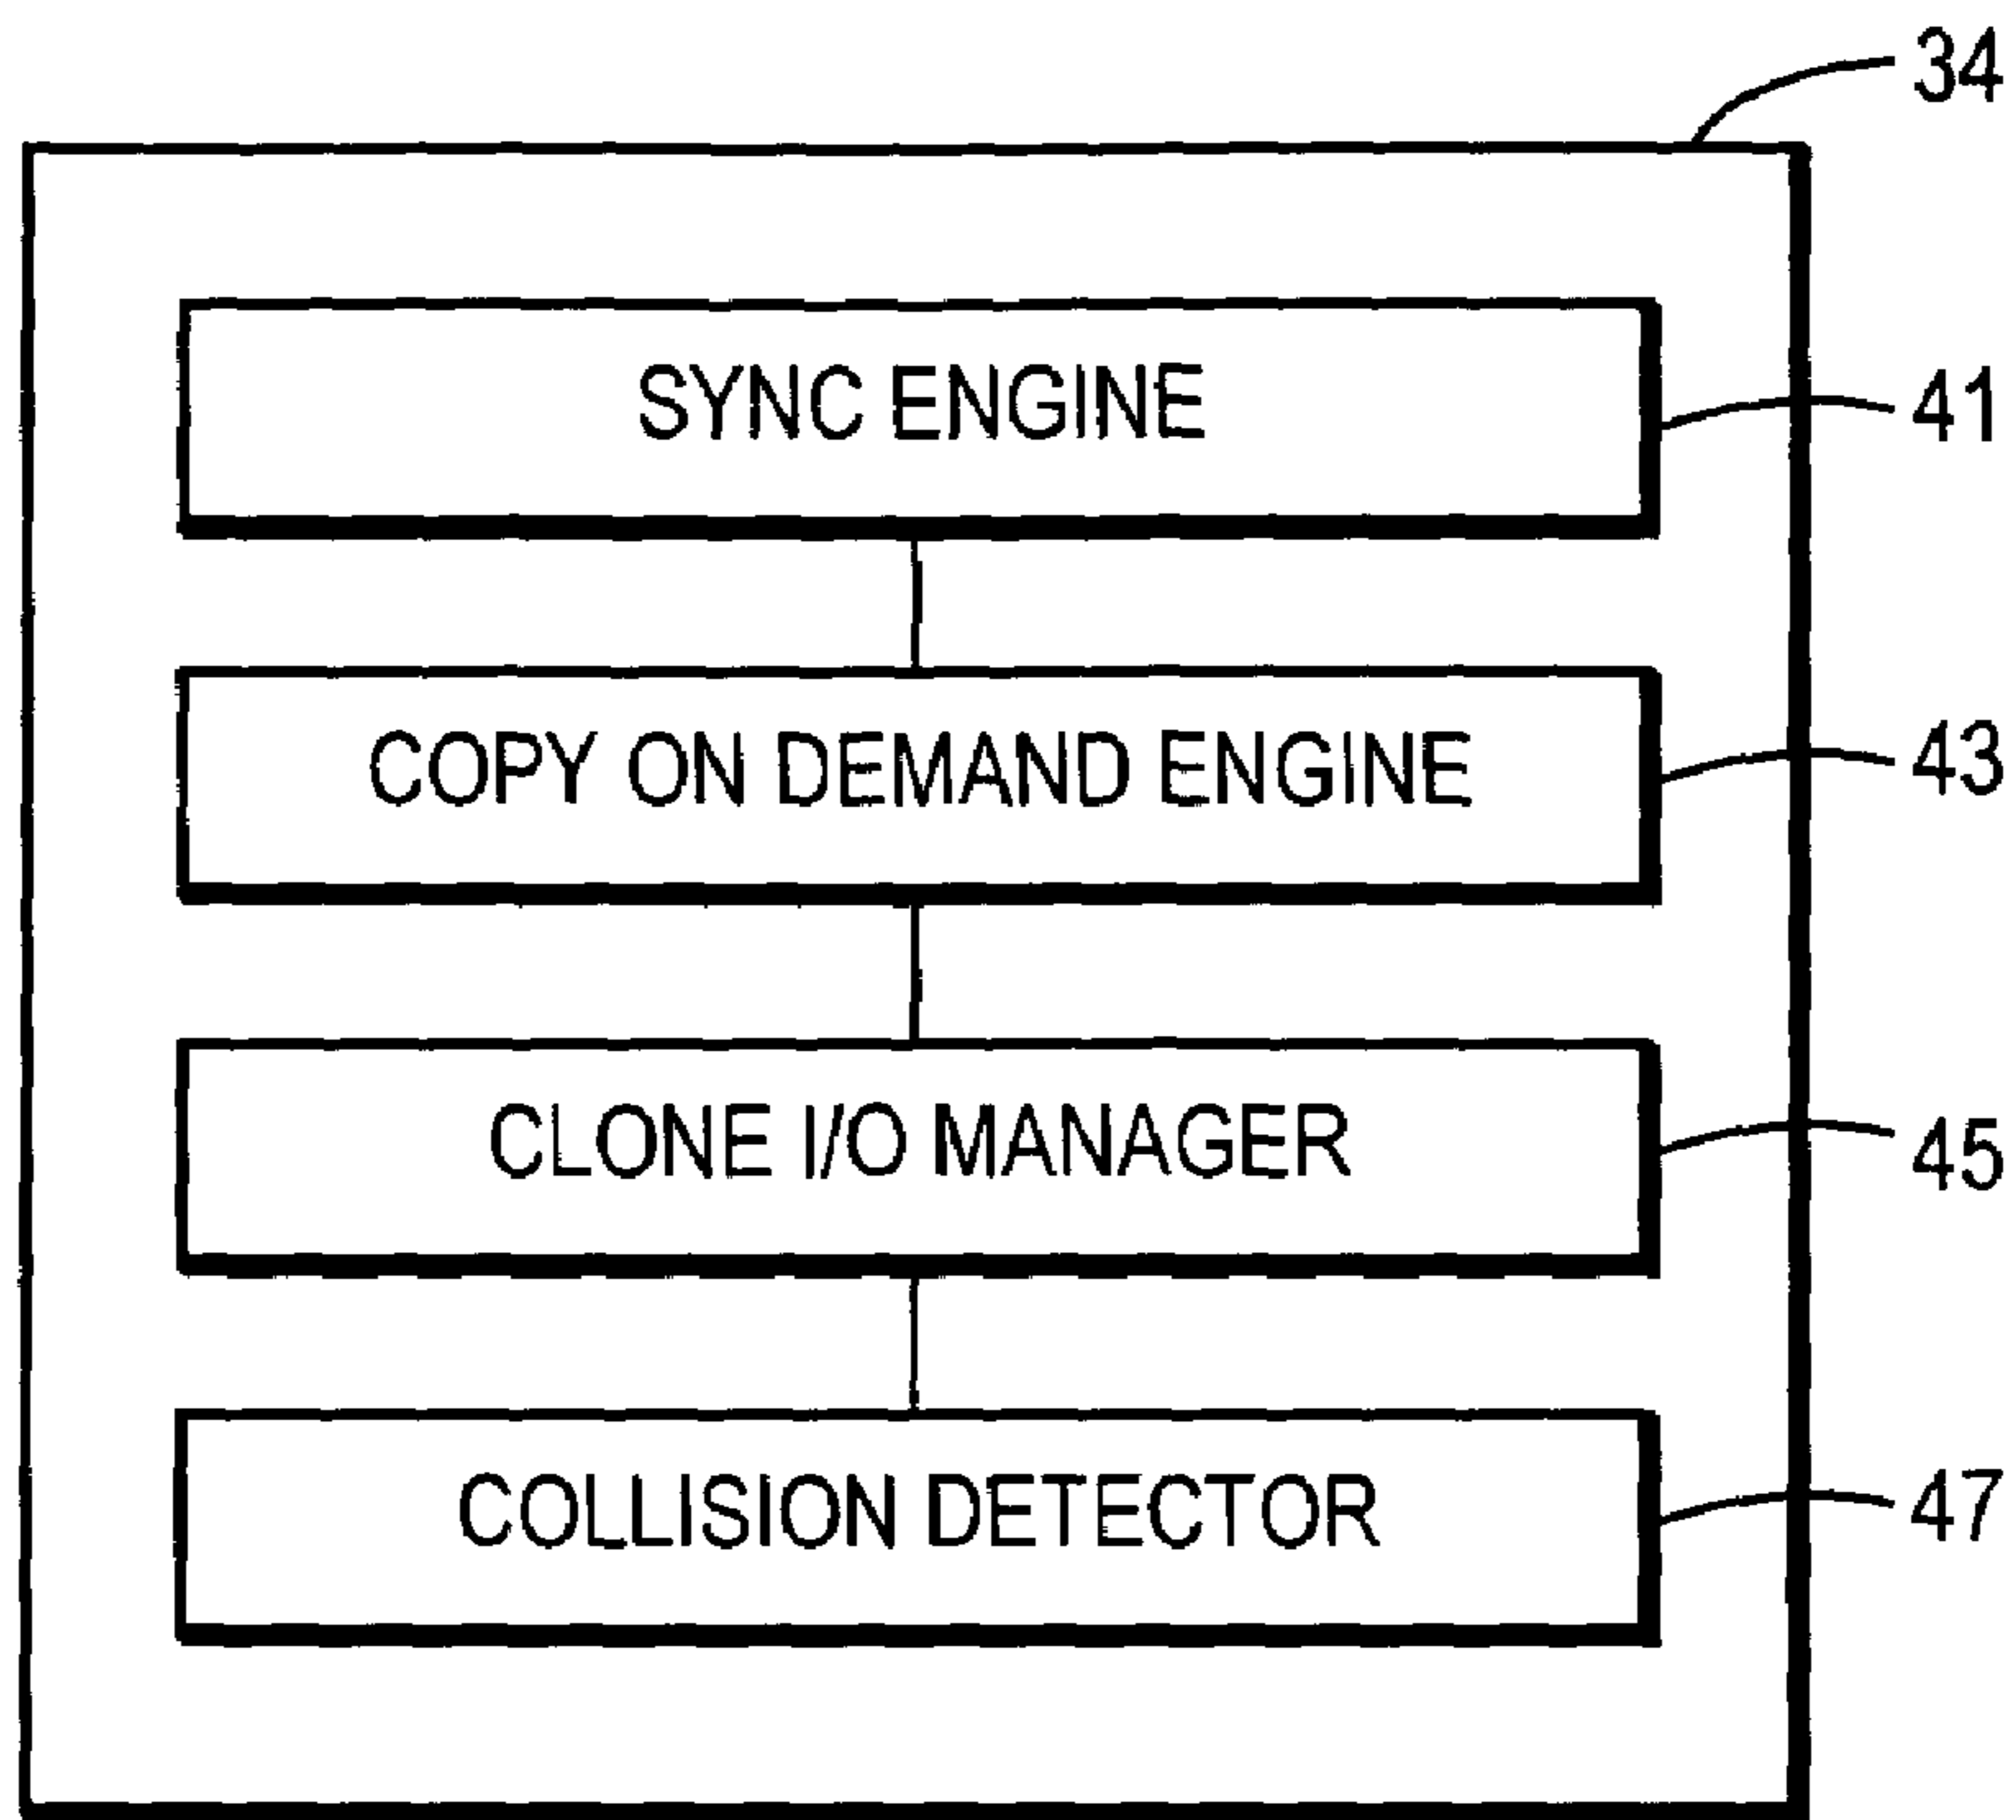 34
SYNC ENGINE
41
COPY ON DEMAND ENGINE
43
CLONE I/O MANAGER
45
COLLISION DETECTOR
47